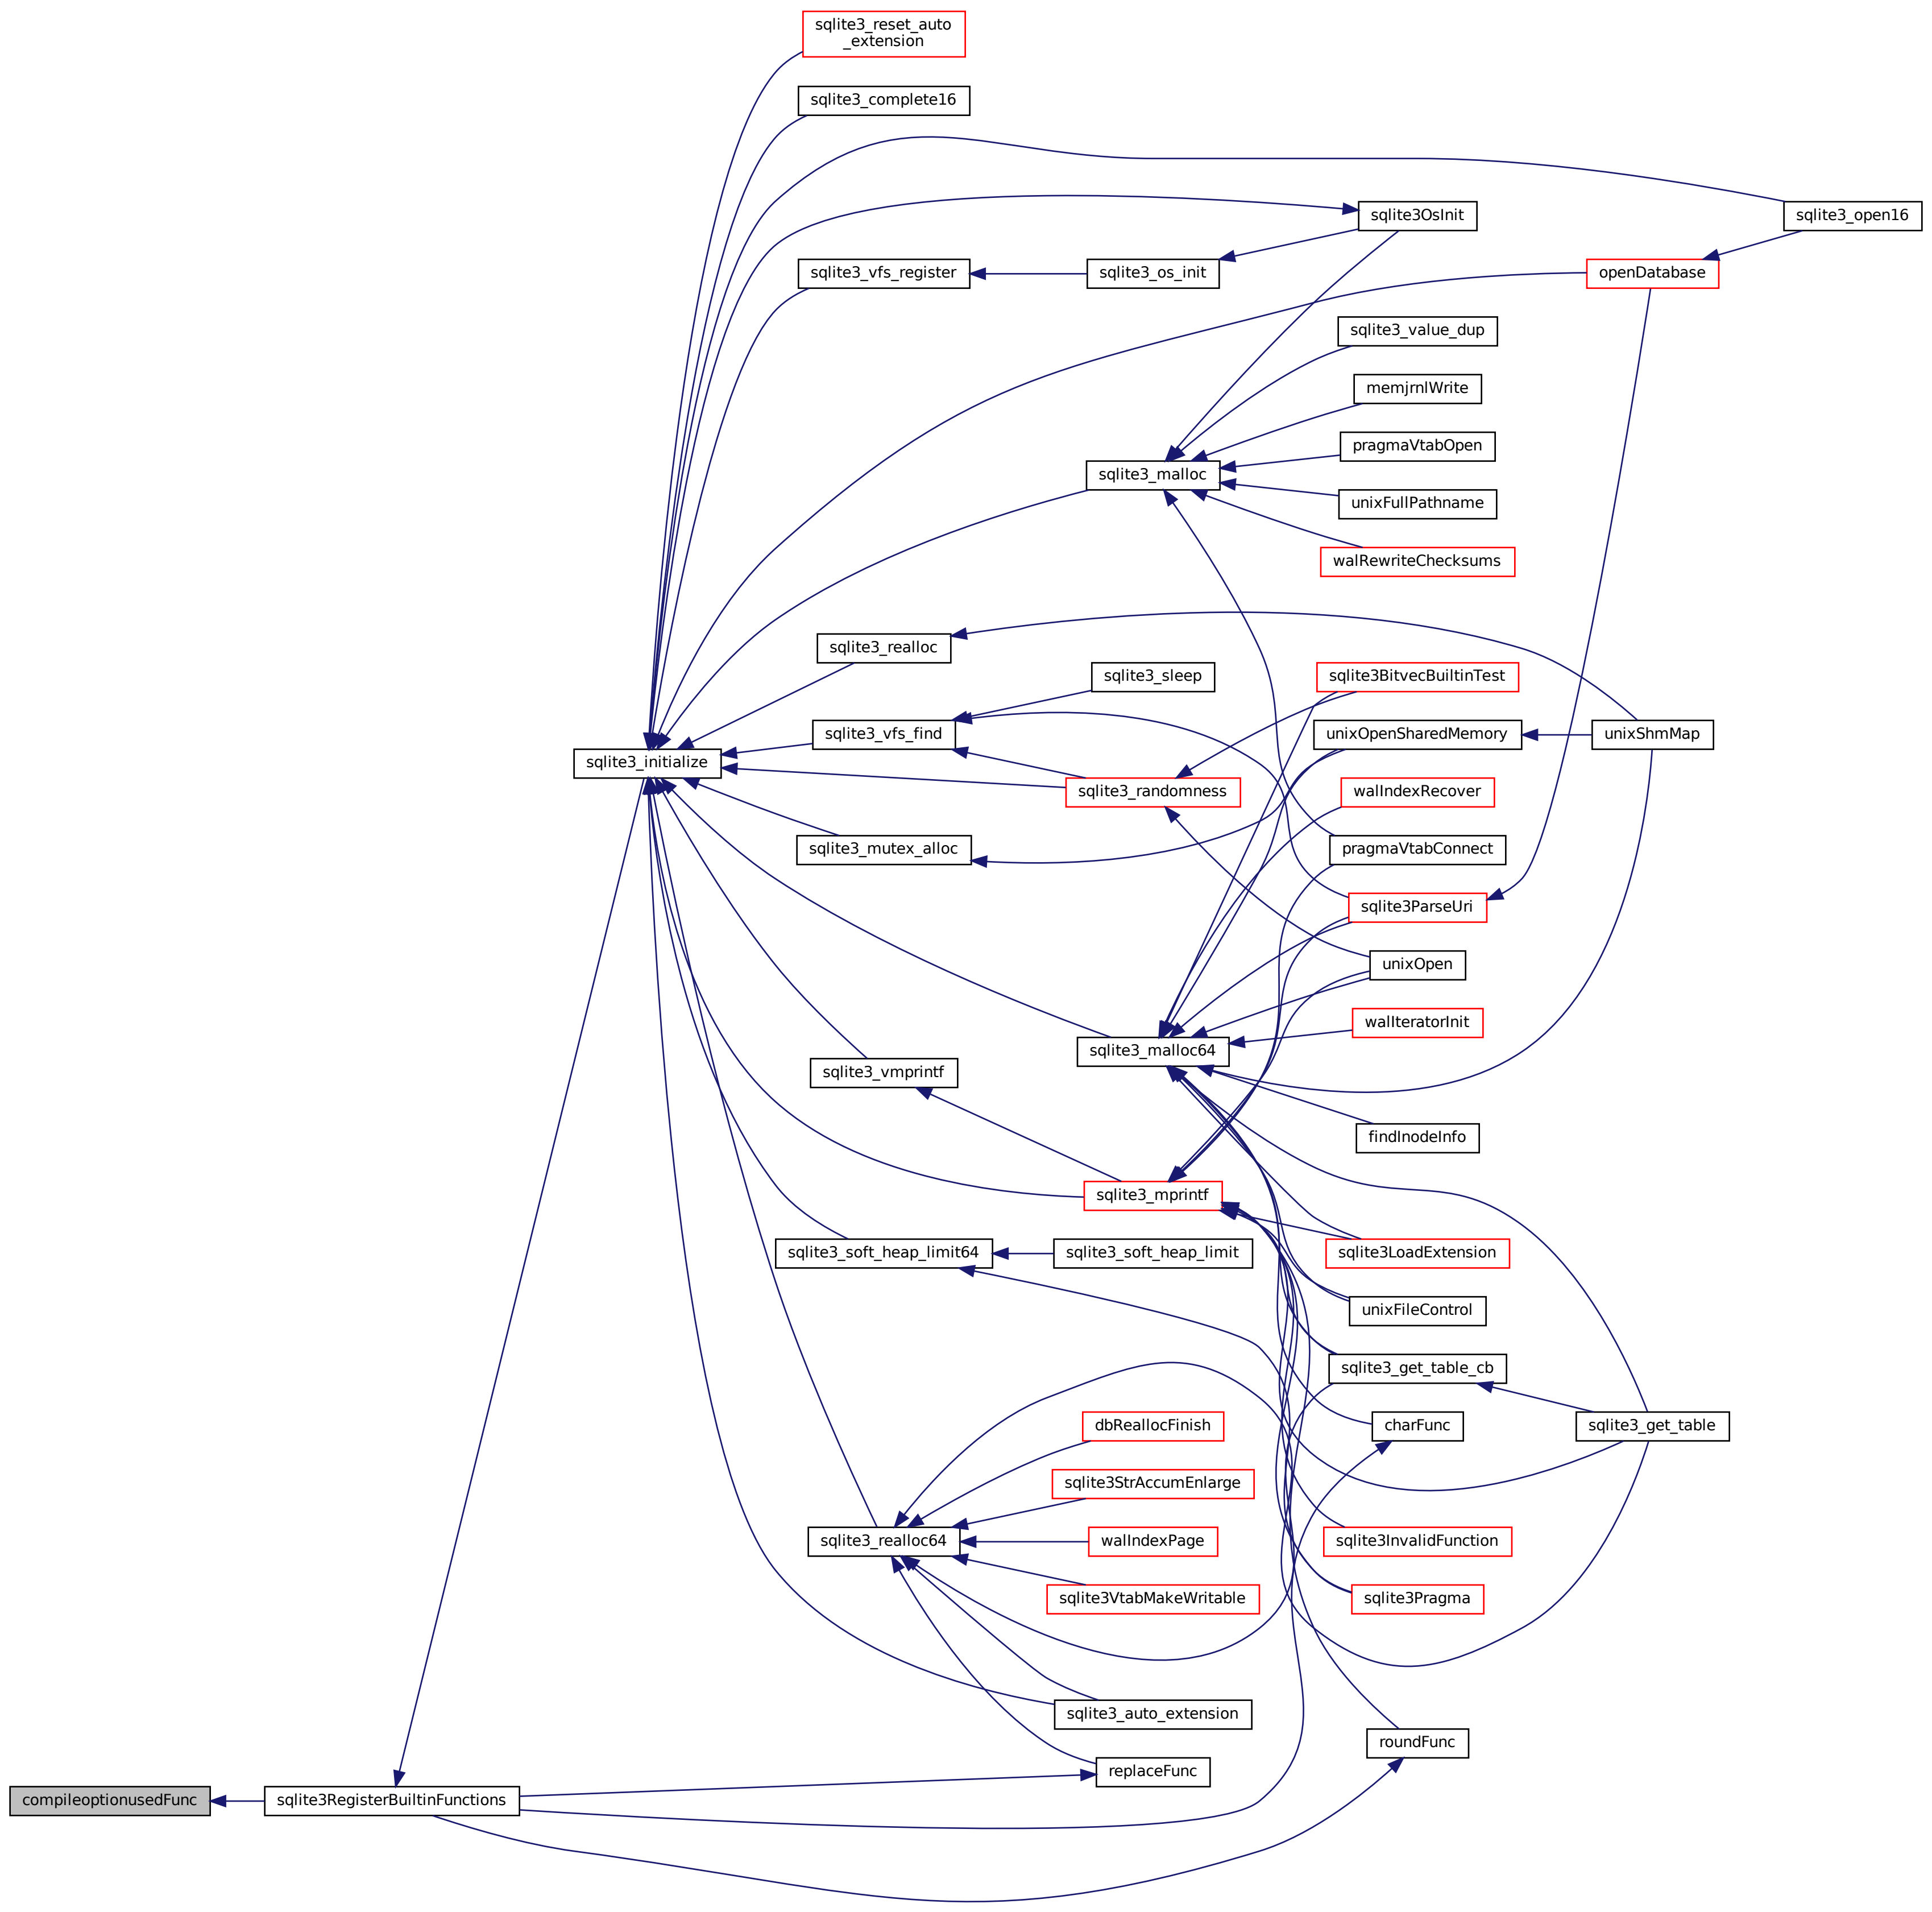 sqlite3_reset_auto
_extension
sqlite3_complete16
sqlite3OsInit
sqlite3_open16
sqlite3_vfs_register
sqlite3_os_init
openDatabase
sqlite3_value_dup
memjrnlWrite
pragmaVtabOpen
sqlite3_malloc
unixFullPathname
walRewriteChecksums
sqlite3_realloc
sqlite3_sleep
sqlite3BitvecBuiltinTest
sqlite3_vfs_find
unixOpenSharedMemory
unixShmMap
sqlite3_initialize
sqlite3_randomness
walIndexRecover
sqlite3_mutex_alloc
pragmaVtabConnect
sqlite3ParseUri
unixOpen
walIteratorInit
sqlite3_malloc64
sqlite3_vmprintf
findInodeInfo
sqlite3_mprintf
sqlite3_soft_heap_limit64
sqlite3_soft_heap_limit
sqlite3LoadExtension
unixFileControl
sqlite3_get_table_cb
dbReallocFinish
charFunc
sqlite3_get_table
sqlite3StrAccumEnlarge
sqlite3_realloc64
walIndexPage
sqlite3InvalidFunction
sqlite3VtabMakeWritable
sqlite3Pragma
sqlite3_auto_extension
roundFunc
replaceFunc
compileoptionusedFunc
sqlite3RegisterBuiltinFunctions